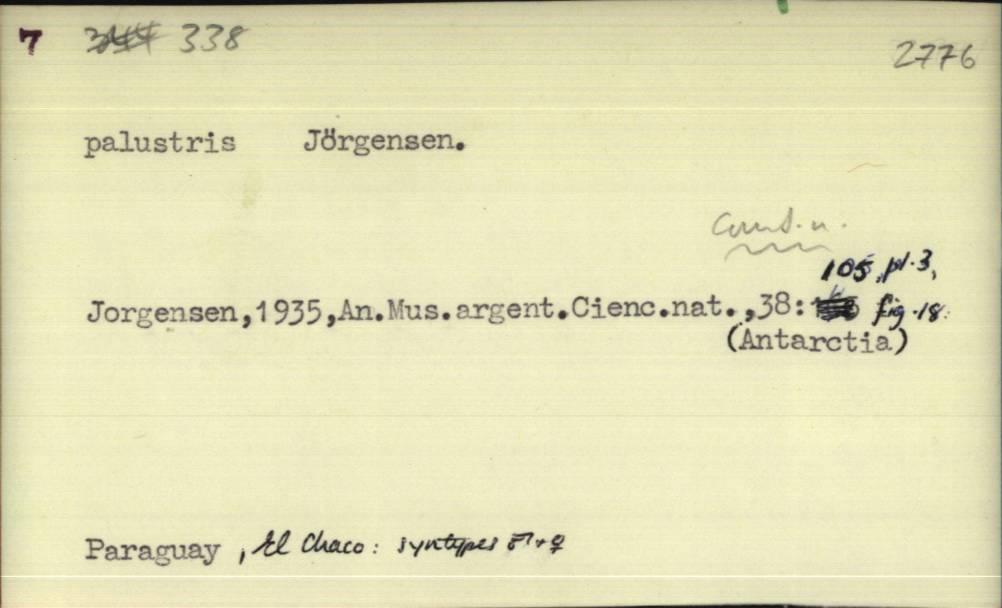 7 338 2776
palustris Jörgensen.
Comb. n.
105, pl.3,
Jorgensen,1935,An.Mus.argent.Cienc.nat.,38: fig.18.
(Antarctia)
Paraguay , El Chaco: syntypes ♂+♀